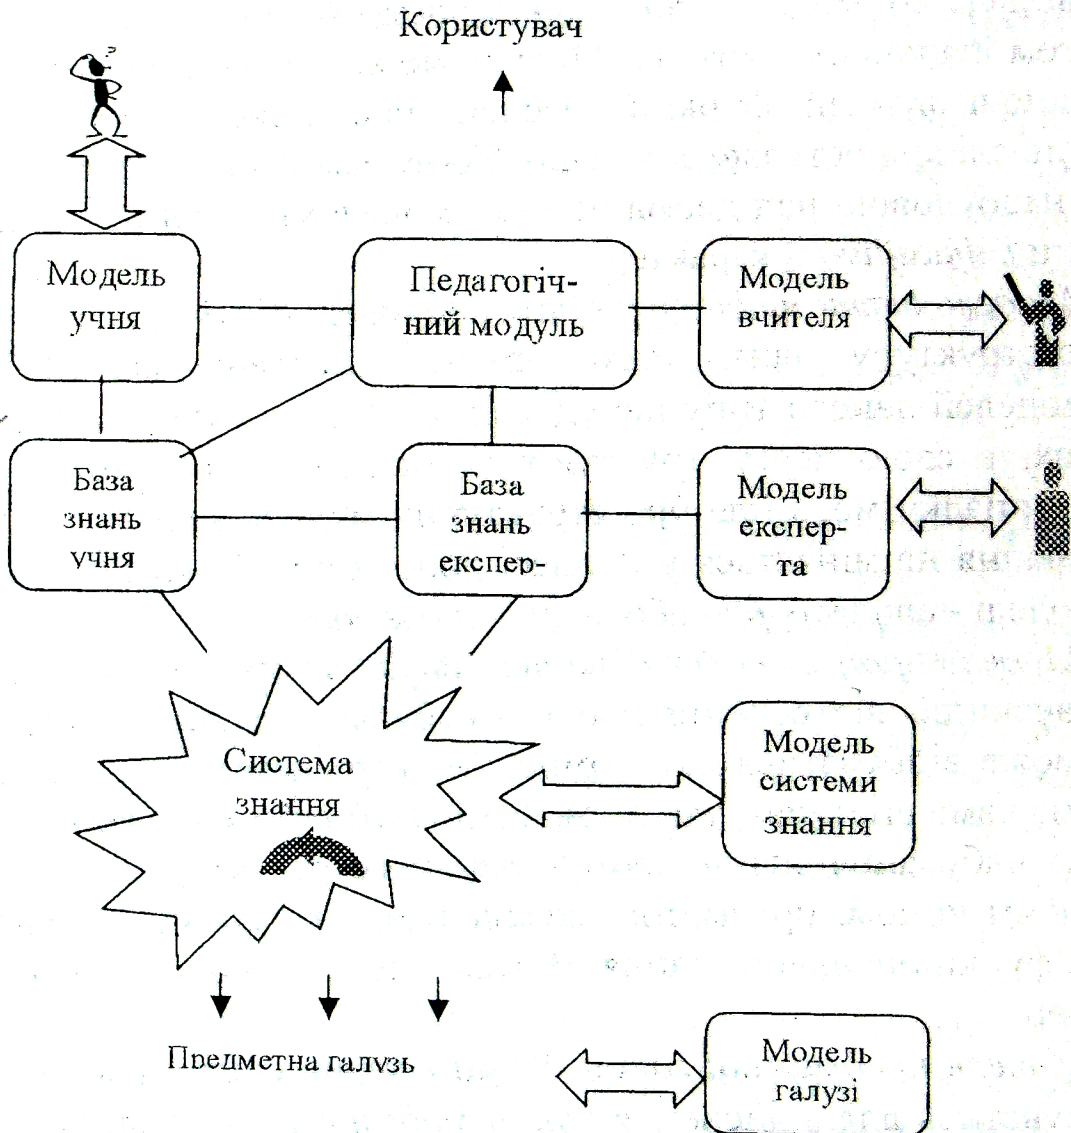 Користувач
Модель
учня
Педагогіч-
ний модуль
Модель
вчителя
База
знань
учня
База
знань
експер-
Модель
експер-
та
Система
знання
Модель
системи
знання
Предметна галузь
Модель
галузі